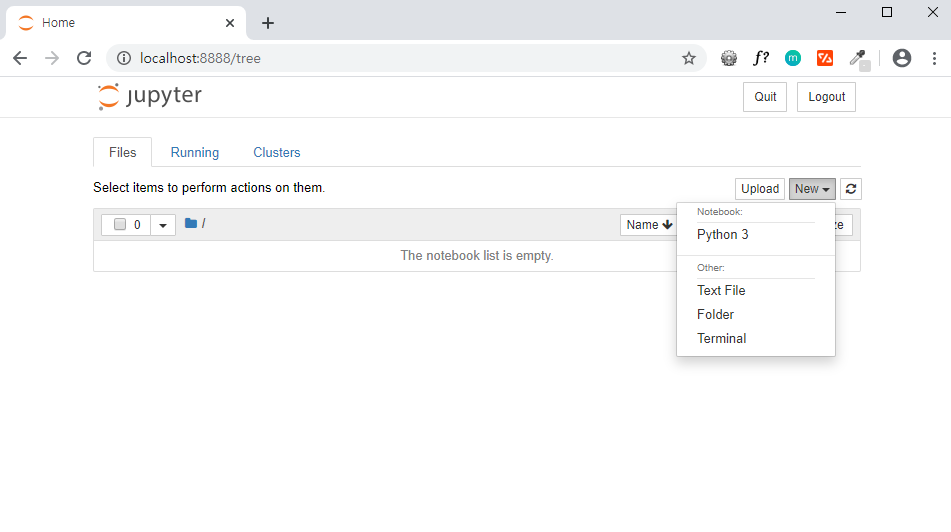 Home
localhost:8888/tree
f?
m
jupyter
Quit
Logout
Files
Running
Clusters
Select items to perform actions on them.
Upload
New
0
/
Name
ze
Notebook:
Python 3
The notebook list is empty.
Other:
Text File
Folder
Terminal